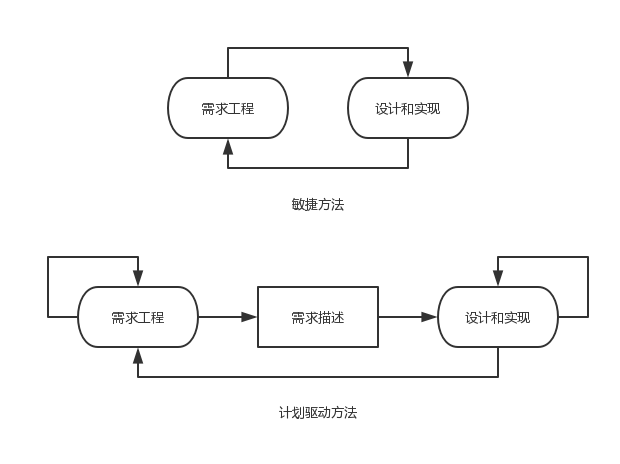 需求工程
设计和实现
敏捷方法
需求工程
需求描述
设计和实现
计划驱动方法